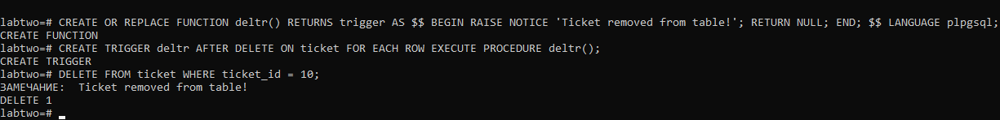 labtwo=# CREATE OR REPLACE FUNCTION deltr() RETURNS trigger AS $$ BEGIN RAISE NOTICE 'Ticket removed from table!'; RETURN NULL; END; $$ LANGUAGE plpgsql;
CREATE FUNCTION
labtwo=# CREATE TRIGGER deltr AFTER DELETE ON ticket FOR EACH ROW EXECUTE PROCEDURE deltr();
CREATE TRIGGER
labtwo=# DELETE FROM ticket WHERE ticket_id = 10;
ЗАМЕЧАНИЕ:  Ticket removed from table!
DELETE 1
labtwo=#